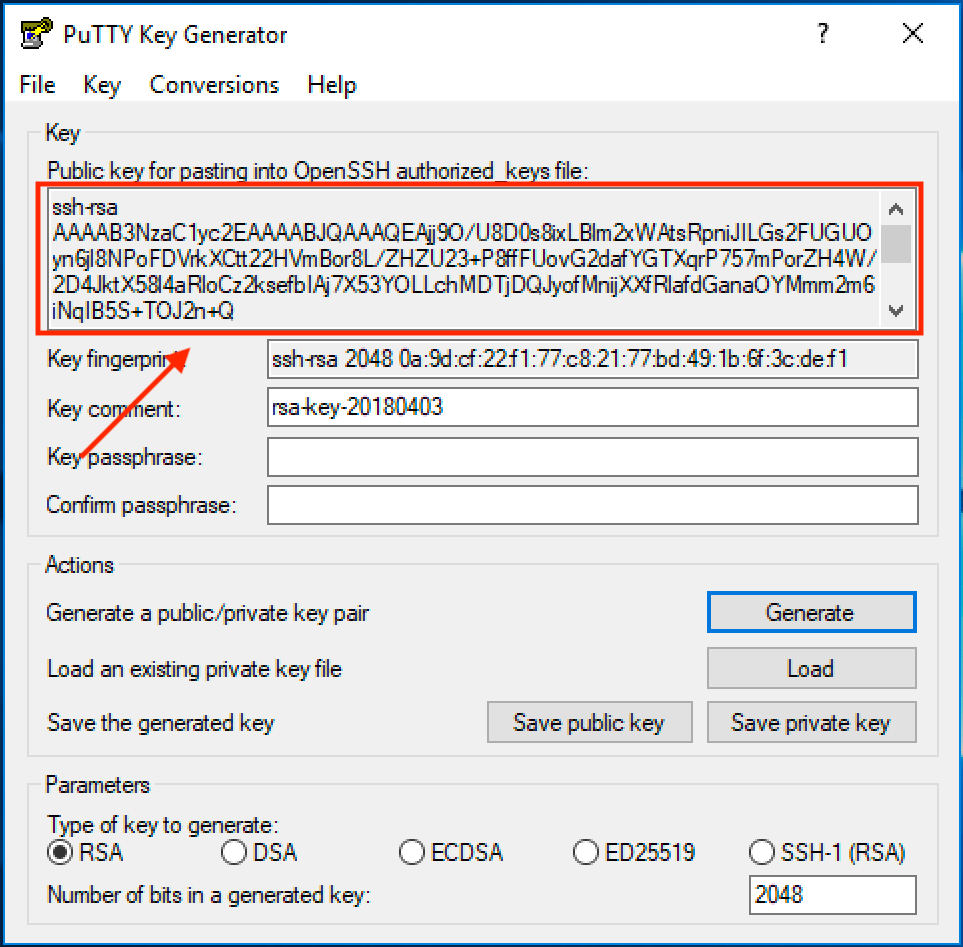 PuTTY Key Generator
?
File Key Conversions Help
Key
Public key for pasting into OpenSSH authorized_keys file:
ssh-rsa
AAAAB3NzaC1yc2EAAAABJQAAAQEAjj9O/U8D0s8ixLBlm2xWAtsRpniJILGs2FUGUO
yn6jI8NPoFDVrkXCtt22HVmBor8L/ZHZU23+P8ffFUovG2dafYGTXqrP757mPorZH4W/
2D4JktX58I4aRloCz2ksefbIAj7X53YOLLchMDTjDQJyofMnijXXfRlafdGanaOYMmm2m6
iNqIB5S+TOJ2n+Q
Key fingerprint: ssh-rsa 2048 0a:9d:cf:22:f1:77:c8:21:77:bd:49:1b:6f:3c:de:f1
Key comment: rsa-key-20180403
Key passphrase:
Confirm passphrase:
Actions
Generate a public/private key pair Generate
Load an existing private key file Load
Save the generated key Save public key Save private key
Parameters
Type of key to generate:
RSA DSA ECDSA ED25519 SSH-1 (RSA)
Number of bits in a generated key: 2048